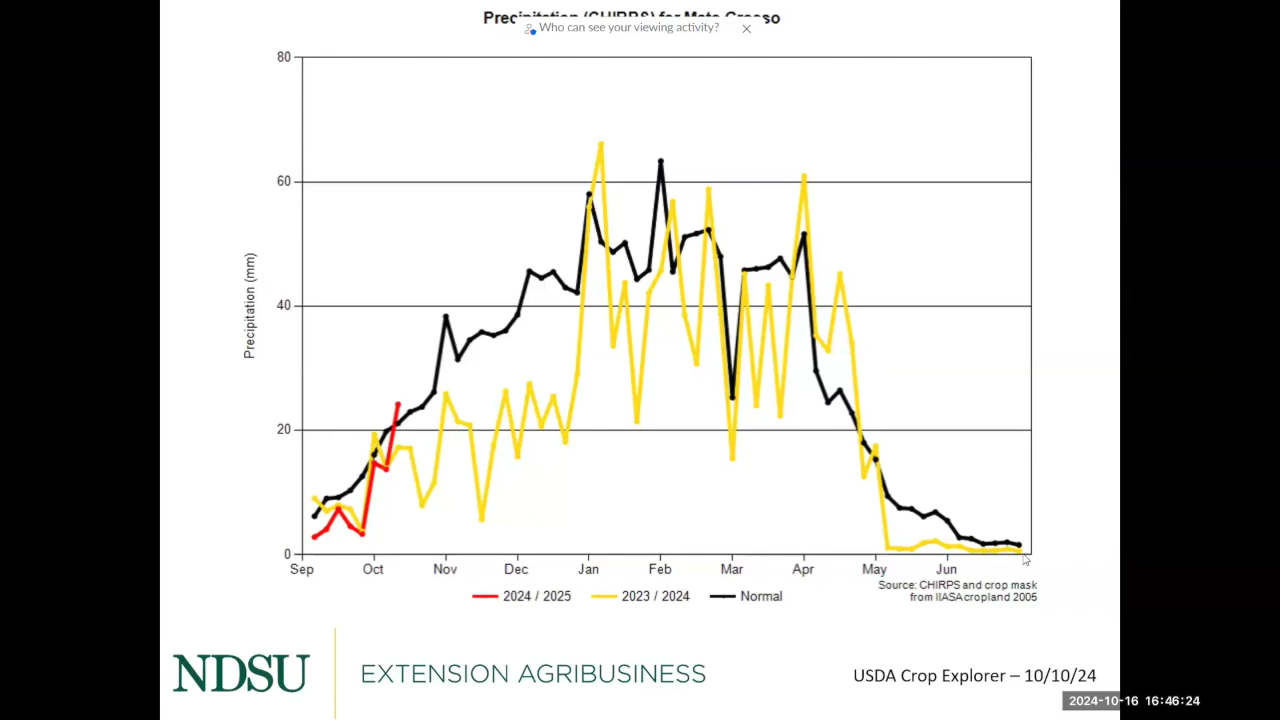 Precipitation (CHIRPS) for Mato Grosso
Who can see your viewing activity?
80
60
40
20
0
Precipitation (mm)
Sep Oct Nov Dec Jan Feb Mar Apr May Jun
2024 / 2025 2023 / 2024 Normal
Source: CHIRPS and crop mask
from IIASA cropland 2005
NDSU EXTENSION AGRIBUSINESS
USDA Crop Explorer – 10/10/24
2024-10-16 16:46:24